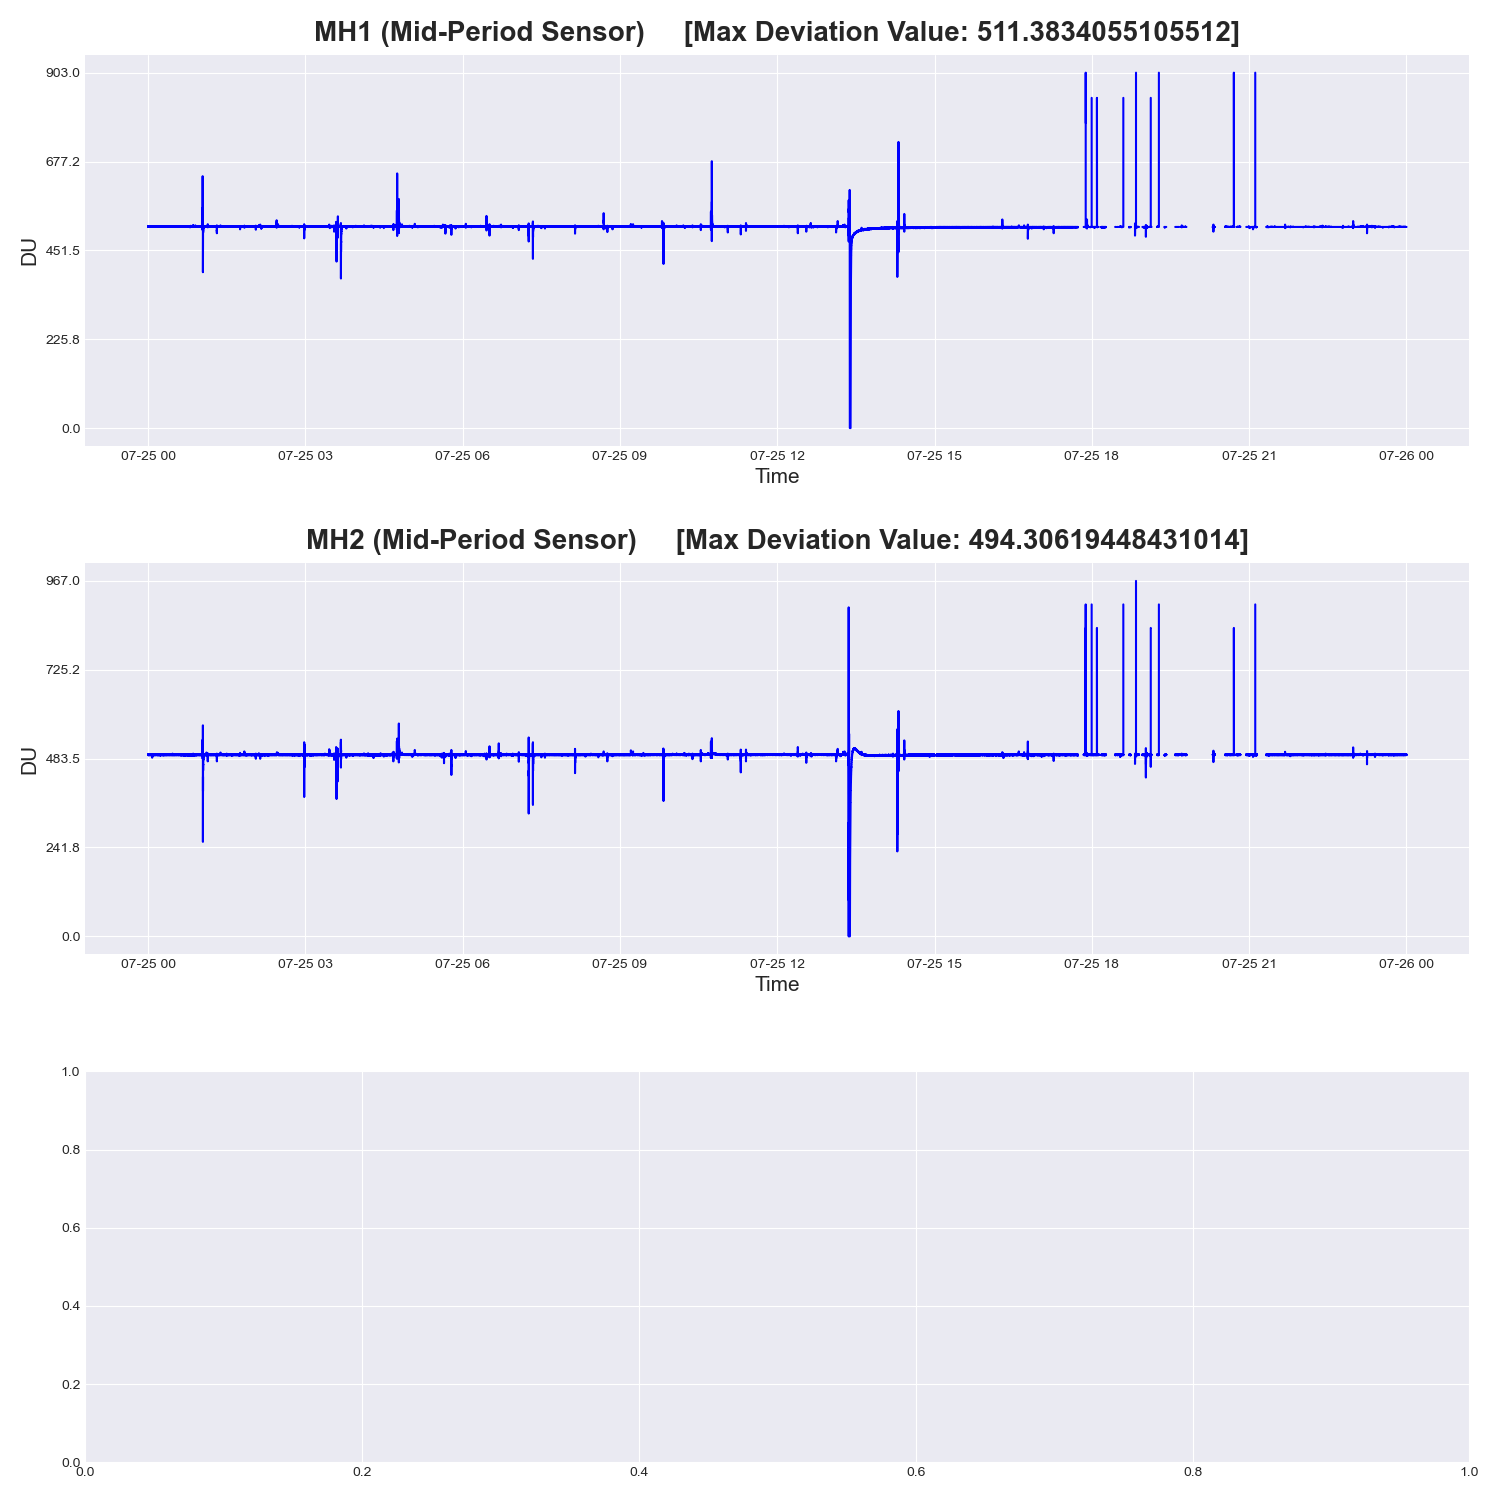 MH1 (Mid-Period Sensor) [Max Deviation Value: 511.3834055105512]
903.0
677.2
451.5
225.8
0.0
DU
07-25 00 07-25 03 07-25 06 07-25 09 07-25 12 07-25 15 07-25 18 07-25 21 07-26 00
Time
MH2 (Mid-Period Sensor) [Max Deviation Value: 494.30619448431014]
967.0
725.2
483.5
241.8
0.0
DU
07-25 00 07-25 03 07-25 06 07-25 09 07-25 12 07-25 15 07-25 18 07-25 21 07-26 00
Time
1.0
0.8
0.6
0.4
0.2
0.0
0.0 0.2 0.4 0.6 0.8 1.0